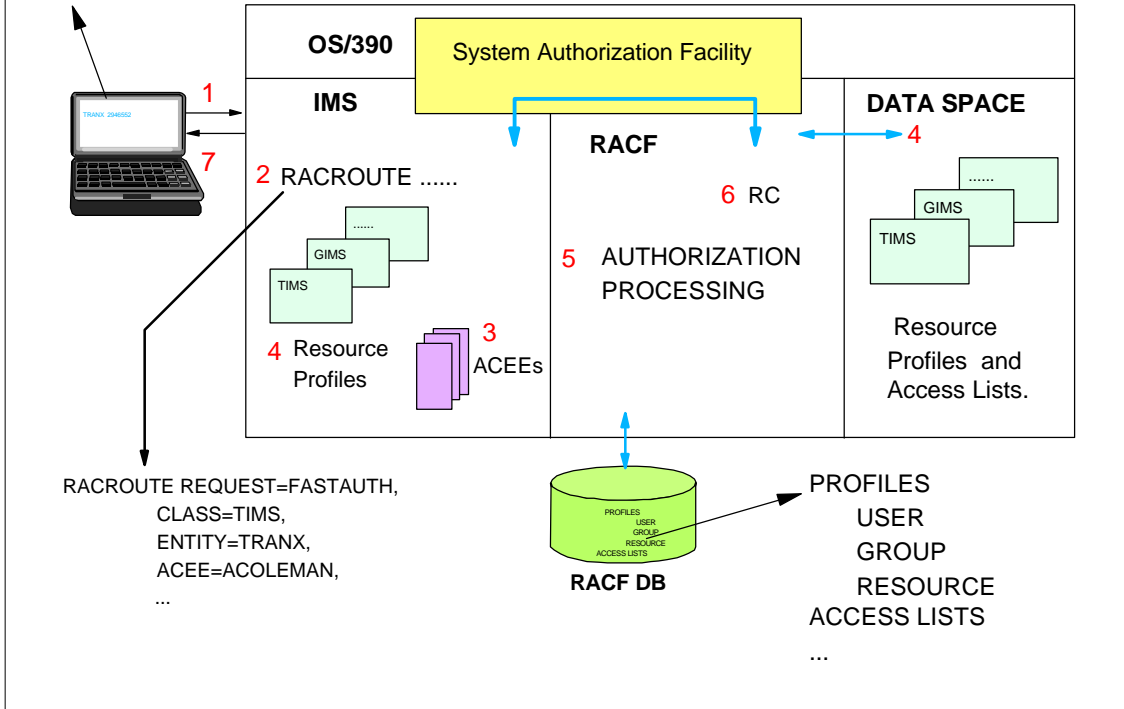 OS/390
System Authorization Facility
1
TRANX 2946552
7
IMS
RACF
DATA SPACE
4
2 RACROUTE ......
......
GIMS
TIMS
4 Resource
Profiles
3
ACEEs
6 RC
5 AUTHORIZATION
PROCESSING
......
GIMS
TIMS
Resource
Profiles and
Access Lists.
RACROUTE REQUEST=FASTAUTH,
CLASS=TIMS,
ENTITY=TRANX,
ACEE=ACOLEMAN,
...
PROFILES
USER
GROUP
RESOURCE
ACCESS LISTS
RACF DB
PROFILES
USER
GROUP
RESOURCE
ACCESS LISTS
...